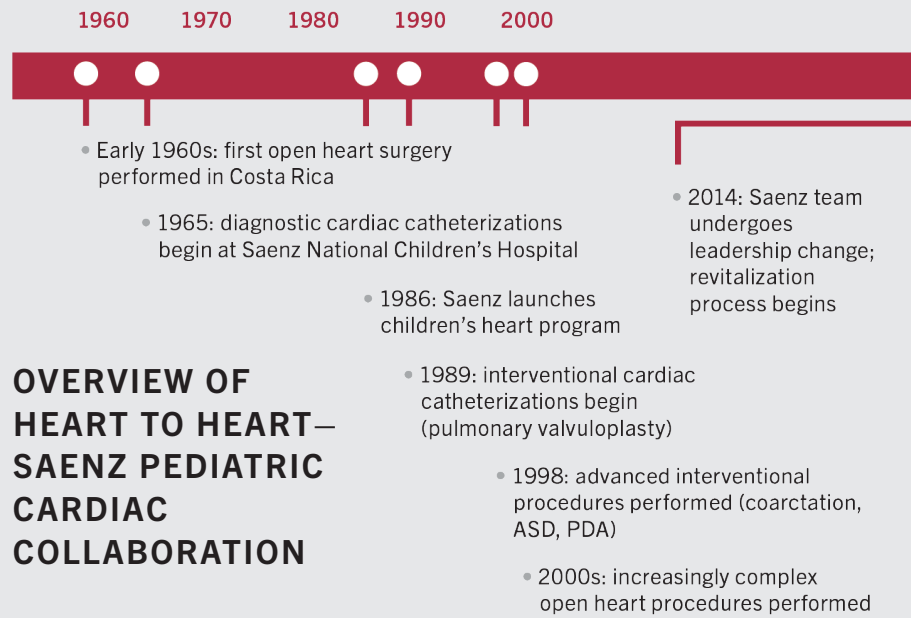 1960 1970 1980 1990 2000
• Early 1960s: first open heart surgery
performed in Costa Rica
• 1965: diagnostic cardiac catheterizations
begin at Saenz National Children’s Hospital
• 1986: Saenz launches
children’s heart program
• 1989: interventional cardiac
catheterizations begin
(pulmonary valvuloplasty)
• 1998: advanced interventional
procedures performed (coarctation,
ASD, PDA)
• 2000s: increasingly complex
open heart procedures performed
• 2014: Saenz team
undergoes
leadership change;
revitalization
process begins
OVERVIEW OF
HEART TO HEART—
SAENZ PEDIATRIC
CARDIAC
COLLABORATION